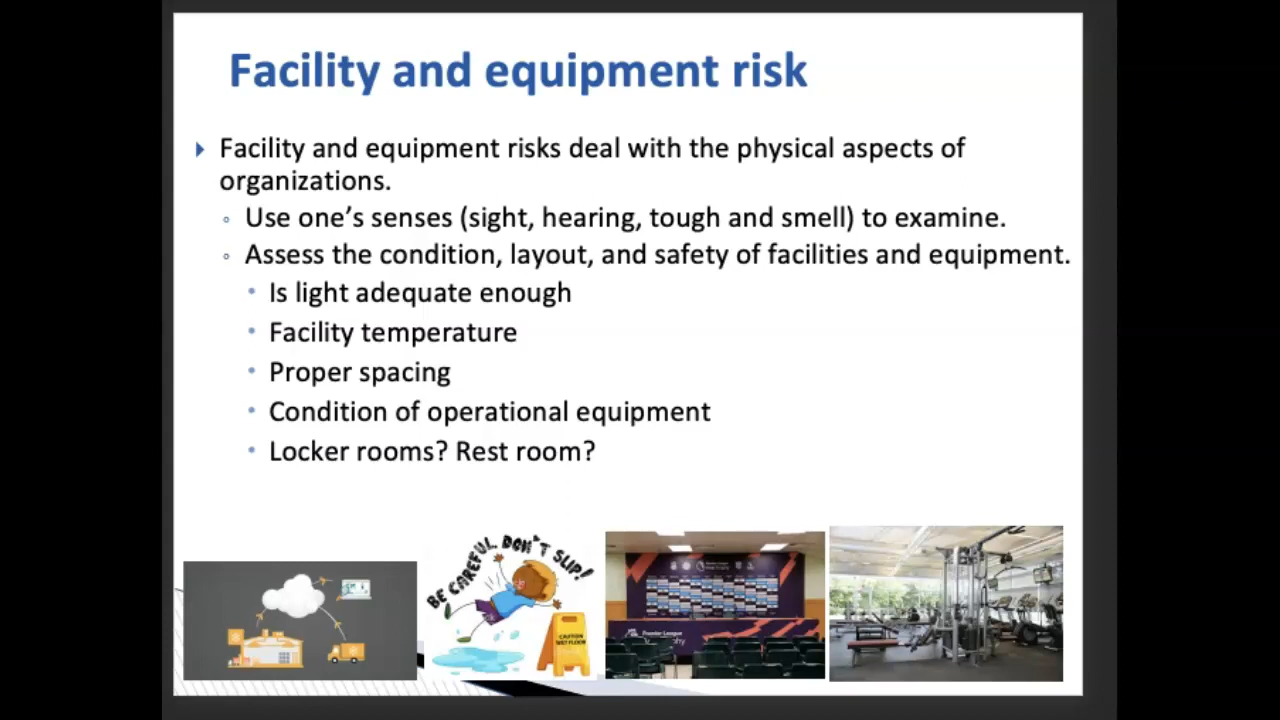 Facility and equipment risk
Facility and equipment risks deal with the physical aspects of
organizations.
Use one's senses (sight, hearing, tough and smell) to examine.
Assess the condition, layout, and safety of facilities and equipment.
Is light adequate enough
Facility temperature
Proper spacing
Condition of operational equipment
Locker rooms? Rest room?
BE CAREFUL, DON'T SLIP!
CAUTION
WET FLOOR
Premier League